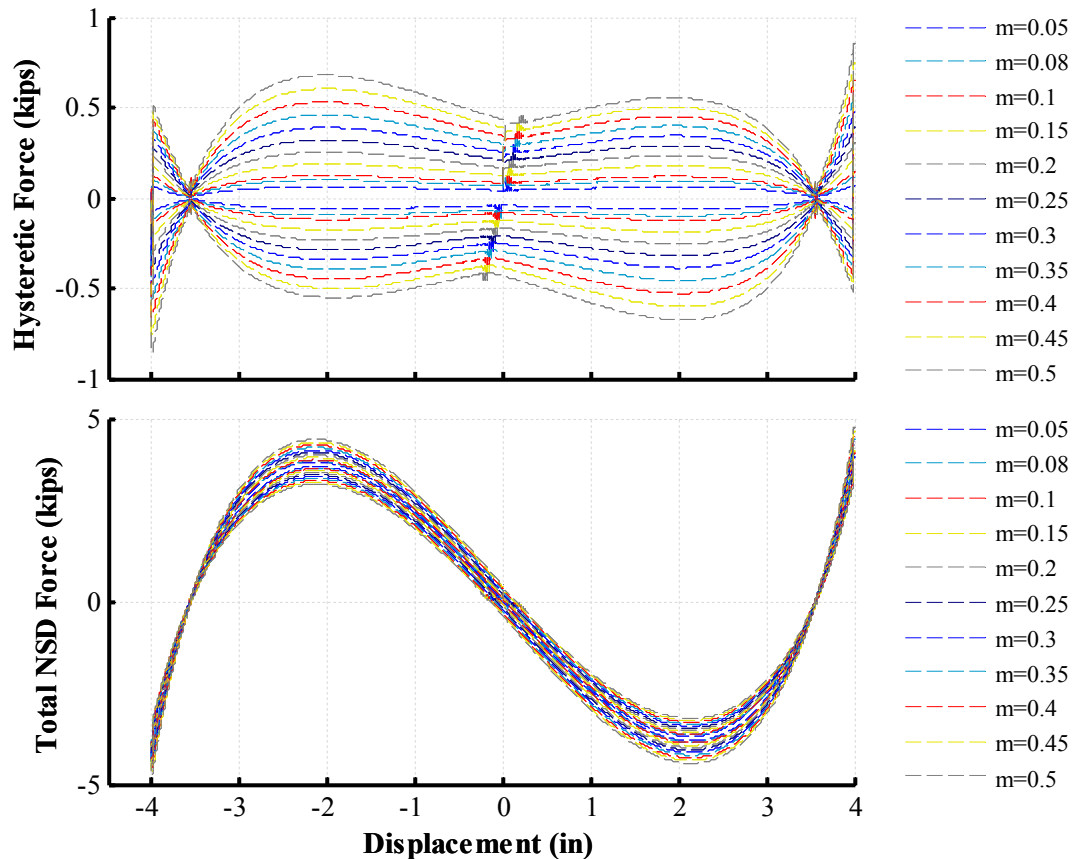 Hysteretic Force (kips)
1
0.5
0
-0.5
-1
m=0.05
m=0.08
m=0.1
m=0.15
m=0.2
m=0.25
m=0.3
m=0.35
m=0.4
m=0.45
m=0.5
Total NSD Force (kips)
5
0
-5
-4 -3 -2 -1 0 1 2 3 4
Displacement (in)
m=0.05
m=0.08
m=0.1
m=0.15
m=0.2
m=0.25
m=0.3
m=0.35
m=0.4
m=0.45
m=0.5